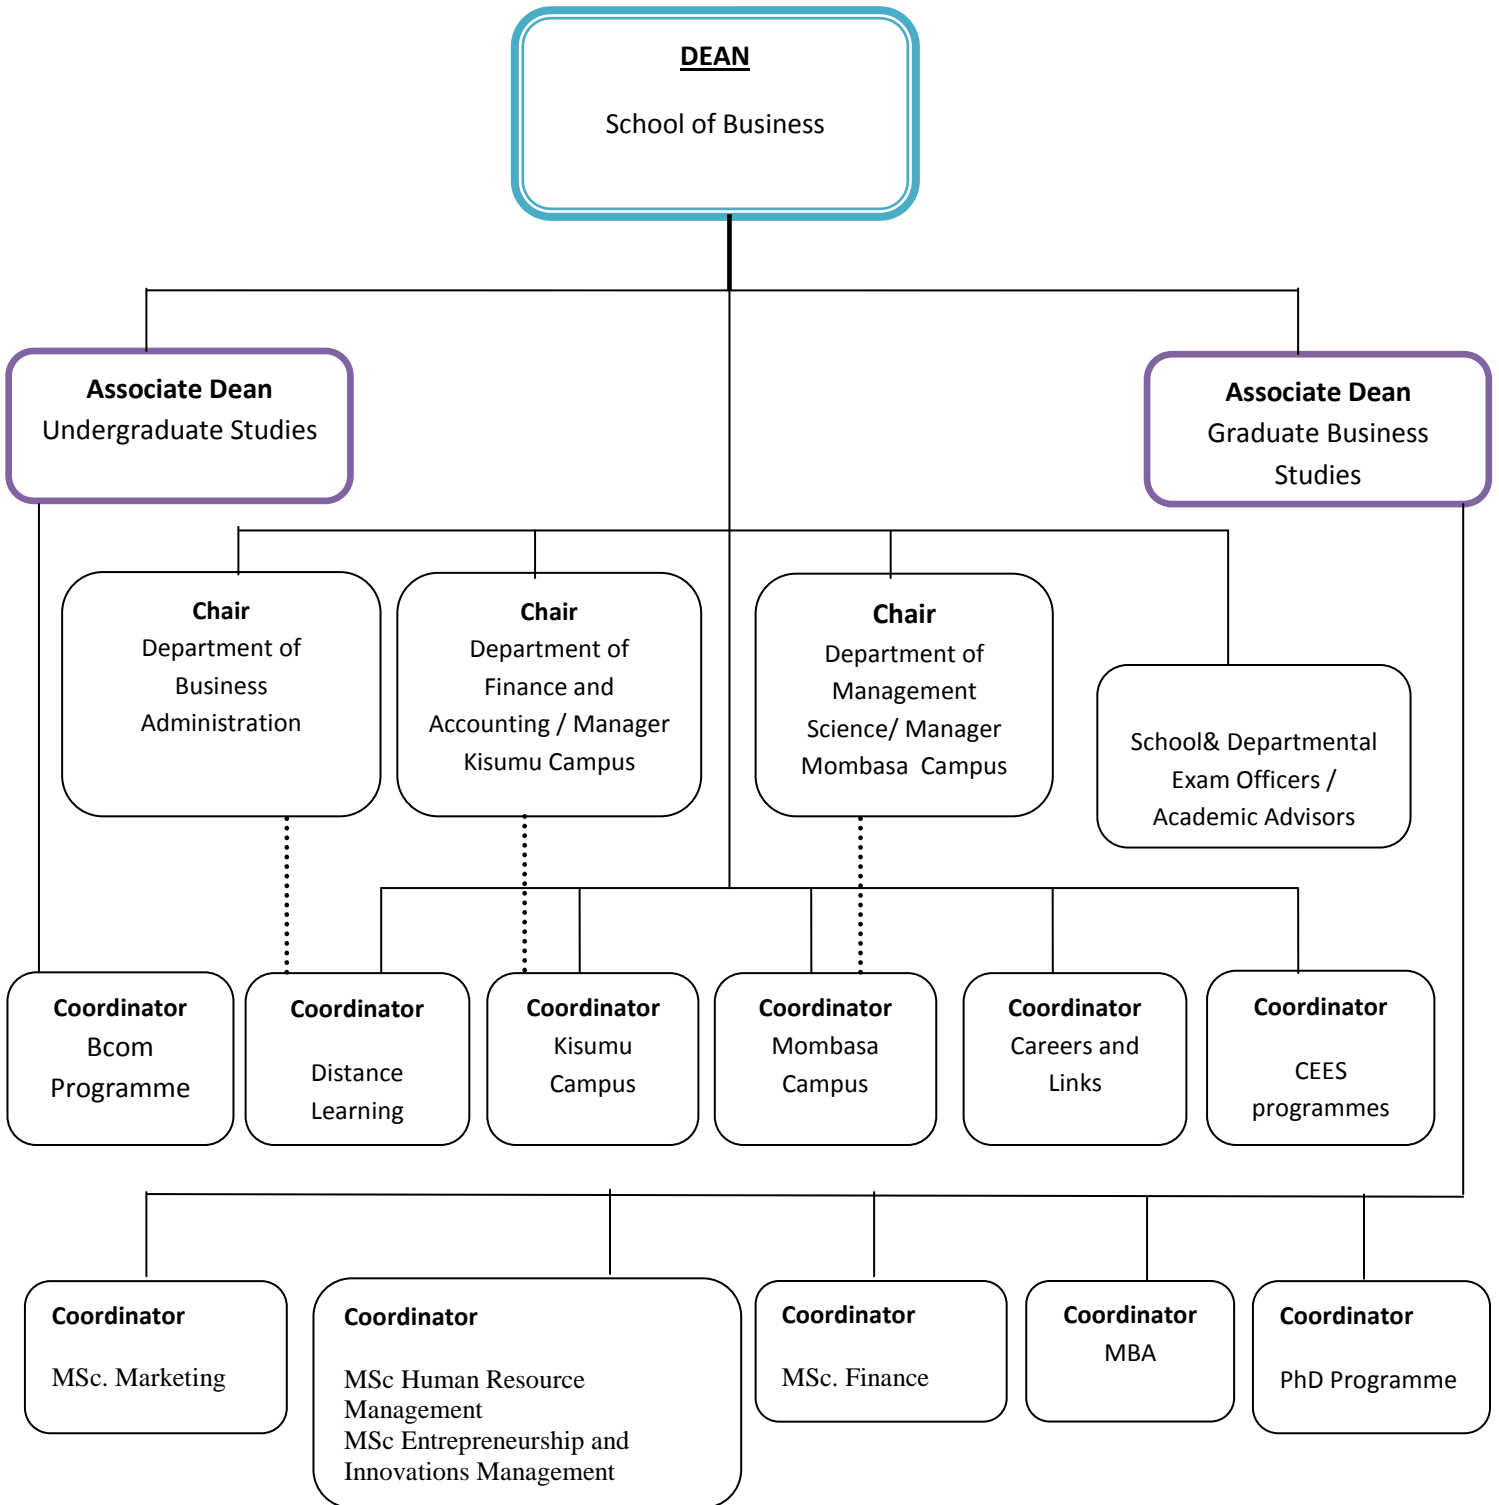 DEAN
School of Business
Associate Dean
Undergraduate Studies
Associate Dean
Graduate Business
Studies
Chair
Department of
Business
Administration
Chair
Department of
Finance and
Accounting / Manager
Kisumu Campus
Chair
Department of
Management
Science/ Manager
Mombasa  Campus
School& Departmental
Exam Officers /
Academic Advisors
Coordinator
Bcom
Programme
Coordinator
Distance
Learning
Coordinator
Kisumu
Campus
Coordinator
Mombasa
Campus
Coordinator
Careers and
Links
Coordinator
CEES
programmes
Coordinator
MSc. Marketing
Coordinator
MSc Human Resource
Management
MSc Entrepreneurship and
Innovations Management
Coordinator
MSc. Finance
Coordinator
MBA
Coordinator
PhD Programme